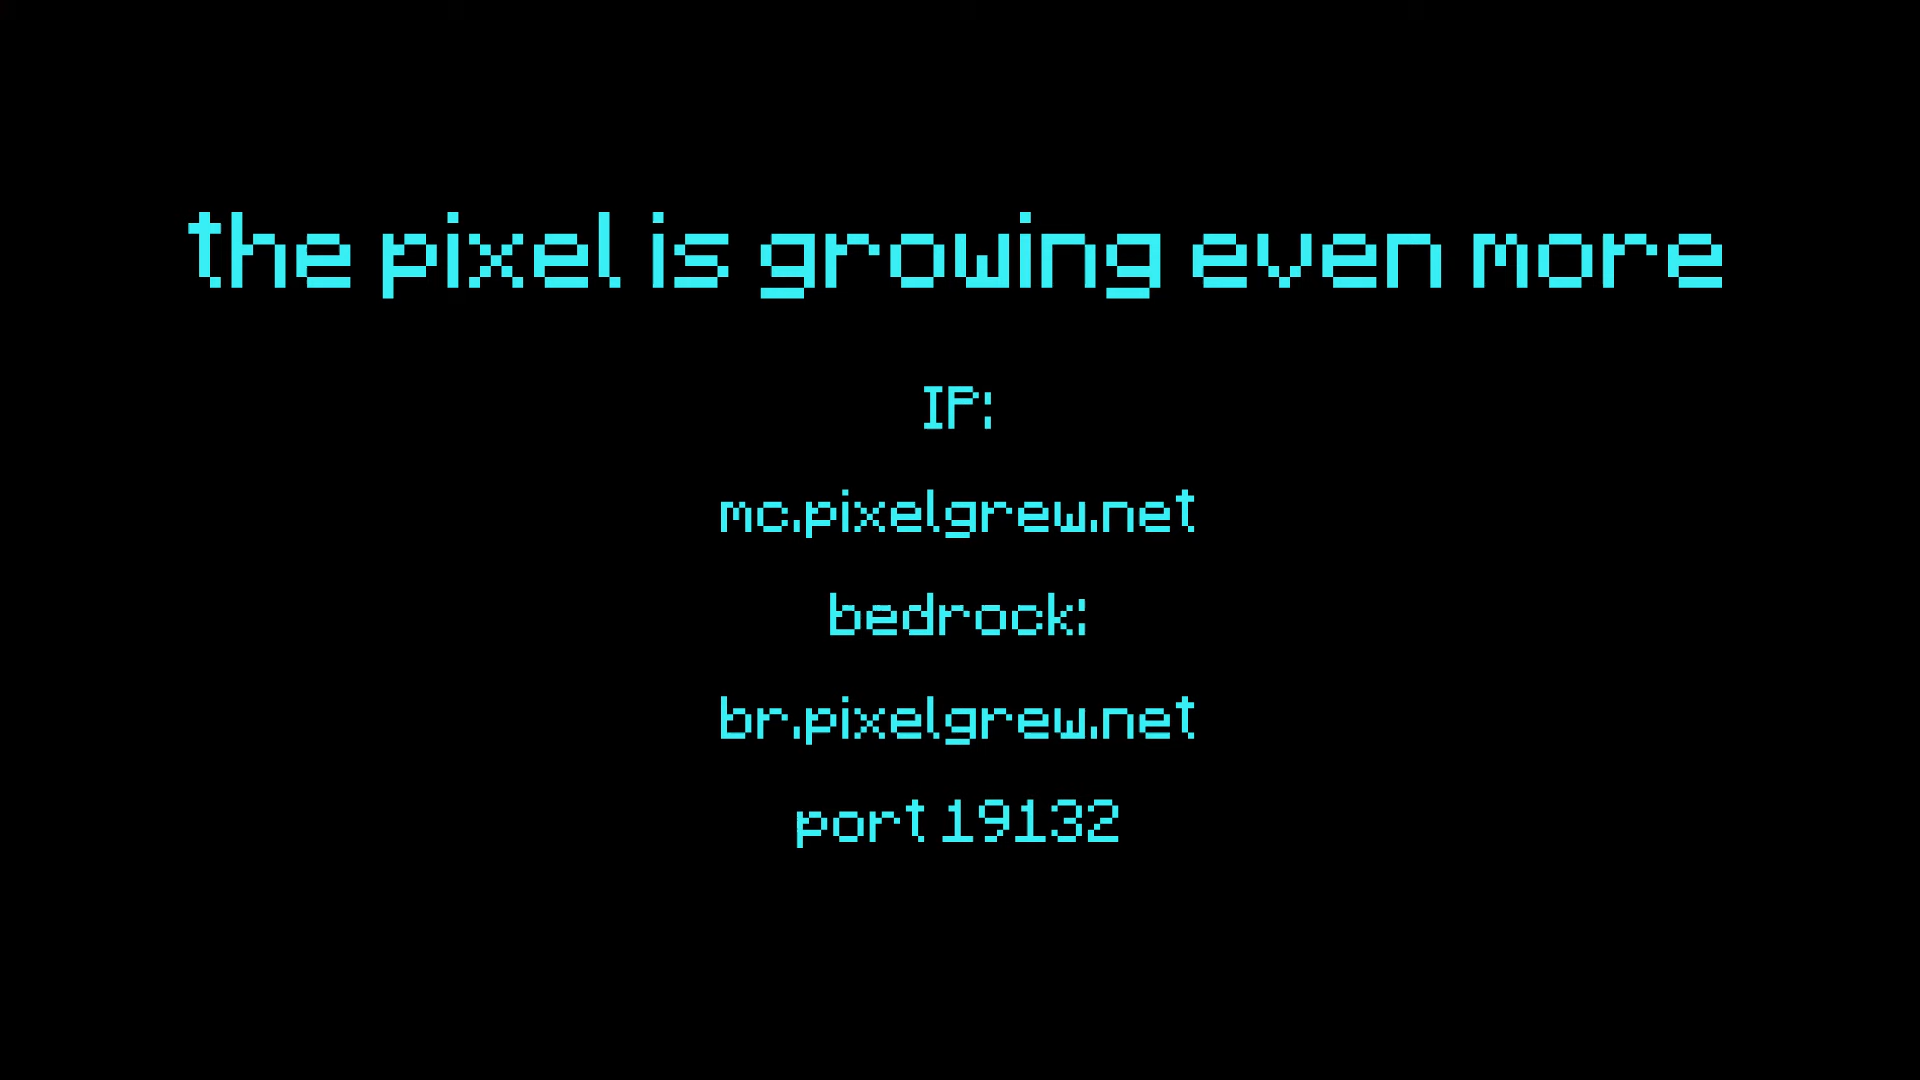 the pixel is growing even more
IP:
mc.pixelgrew.net
bedrock:
br.pixelgrew.net
port 19132